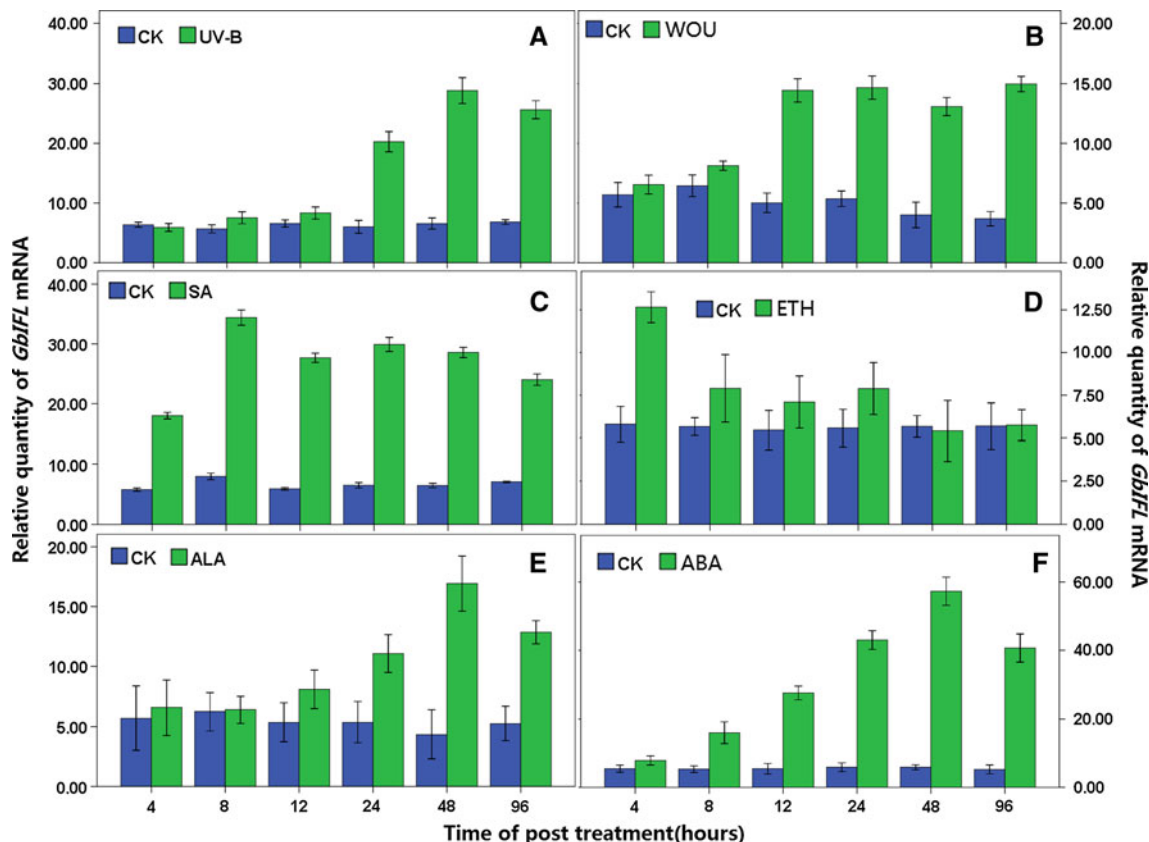 Relative quantity of GbIFL mRNA
40.00
30.00
20.00
10.00
0.00
CK UV-B
A
CK WOU
B
20.00
15.00
10.00
5.00
0.00
40.00
30.00
20.00
10.00
0.00
CK SA
C
CK ETH
D
12.50
10.00
7.50
5.00
2.50
0.00
20.00
15.00
10.00
5.00
0.00
CK ALA
E
CK ABA
F
60.00
40.00
20.00
0.00
Relative quantity of GbIFL mRNA
4 8 12 24 48 96
4 8 12 24 48 96
Time of post treatment(hours)